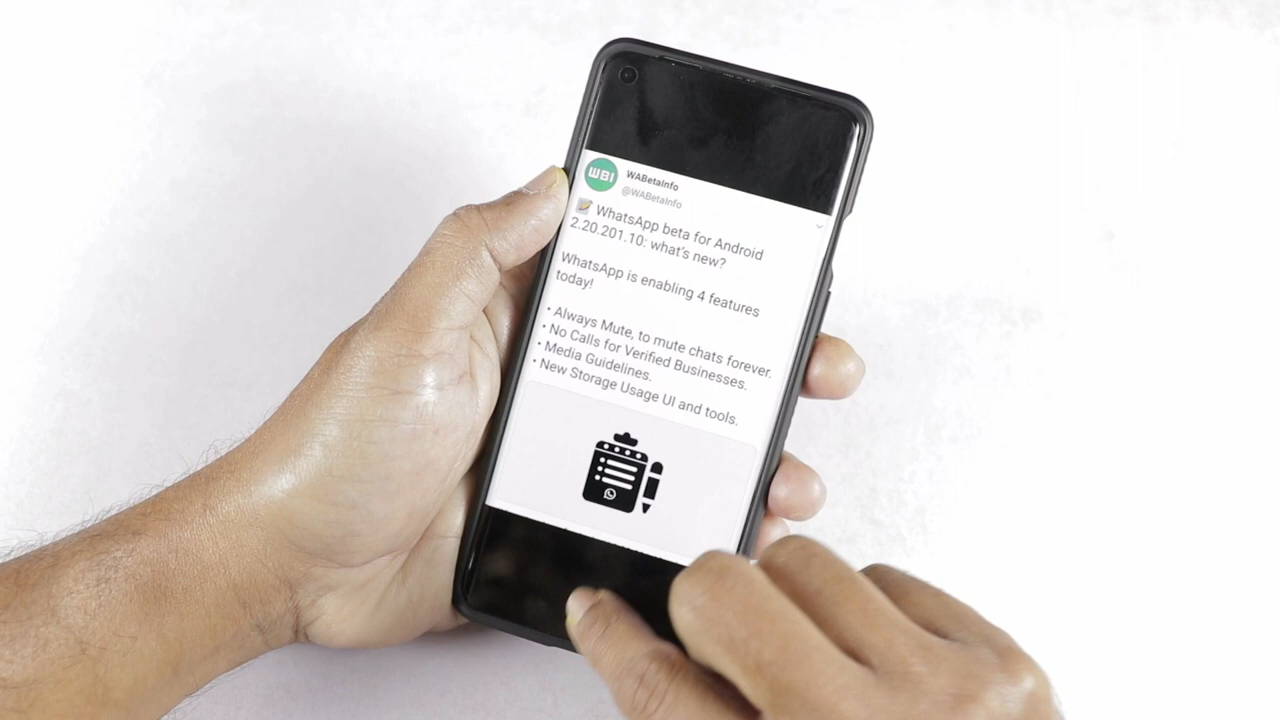 WBI
WABetaInfo
@WABetaInfo
📝 WhatsApp beta for Android
2.20.201.10: what's new?
WhatsApp is enabling 4 features
today!
• Always Mute, to mute chats forever.
• No Calls for Verified Businesses.
• Media Guidelines.
• New Storage Usage UI and tools.